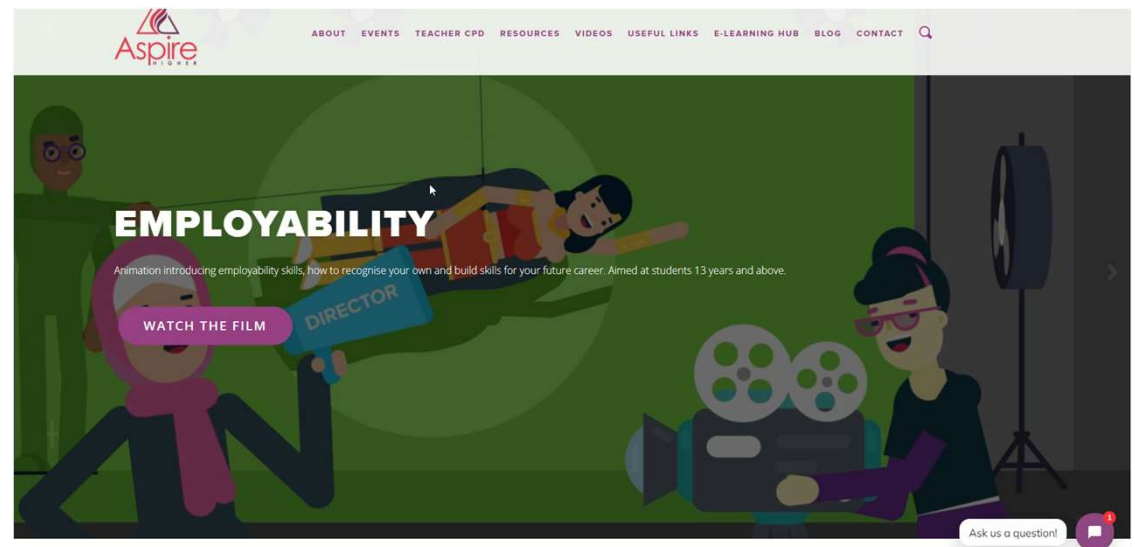 Aspire
HIGHER
ABOUT EVENTS TEACHER CPD RESOURCES VIDEOS USEFUL LINKS E-LEARNING HUB BLOG CONTACT
EMPLOYABILITY
Animation introducing employability skills, how to recognise your own and build skills for your future career. Aimed at students 13 years and above.
DIRECTOR
WATCH THE FILM
Ask us a question!
1